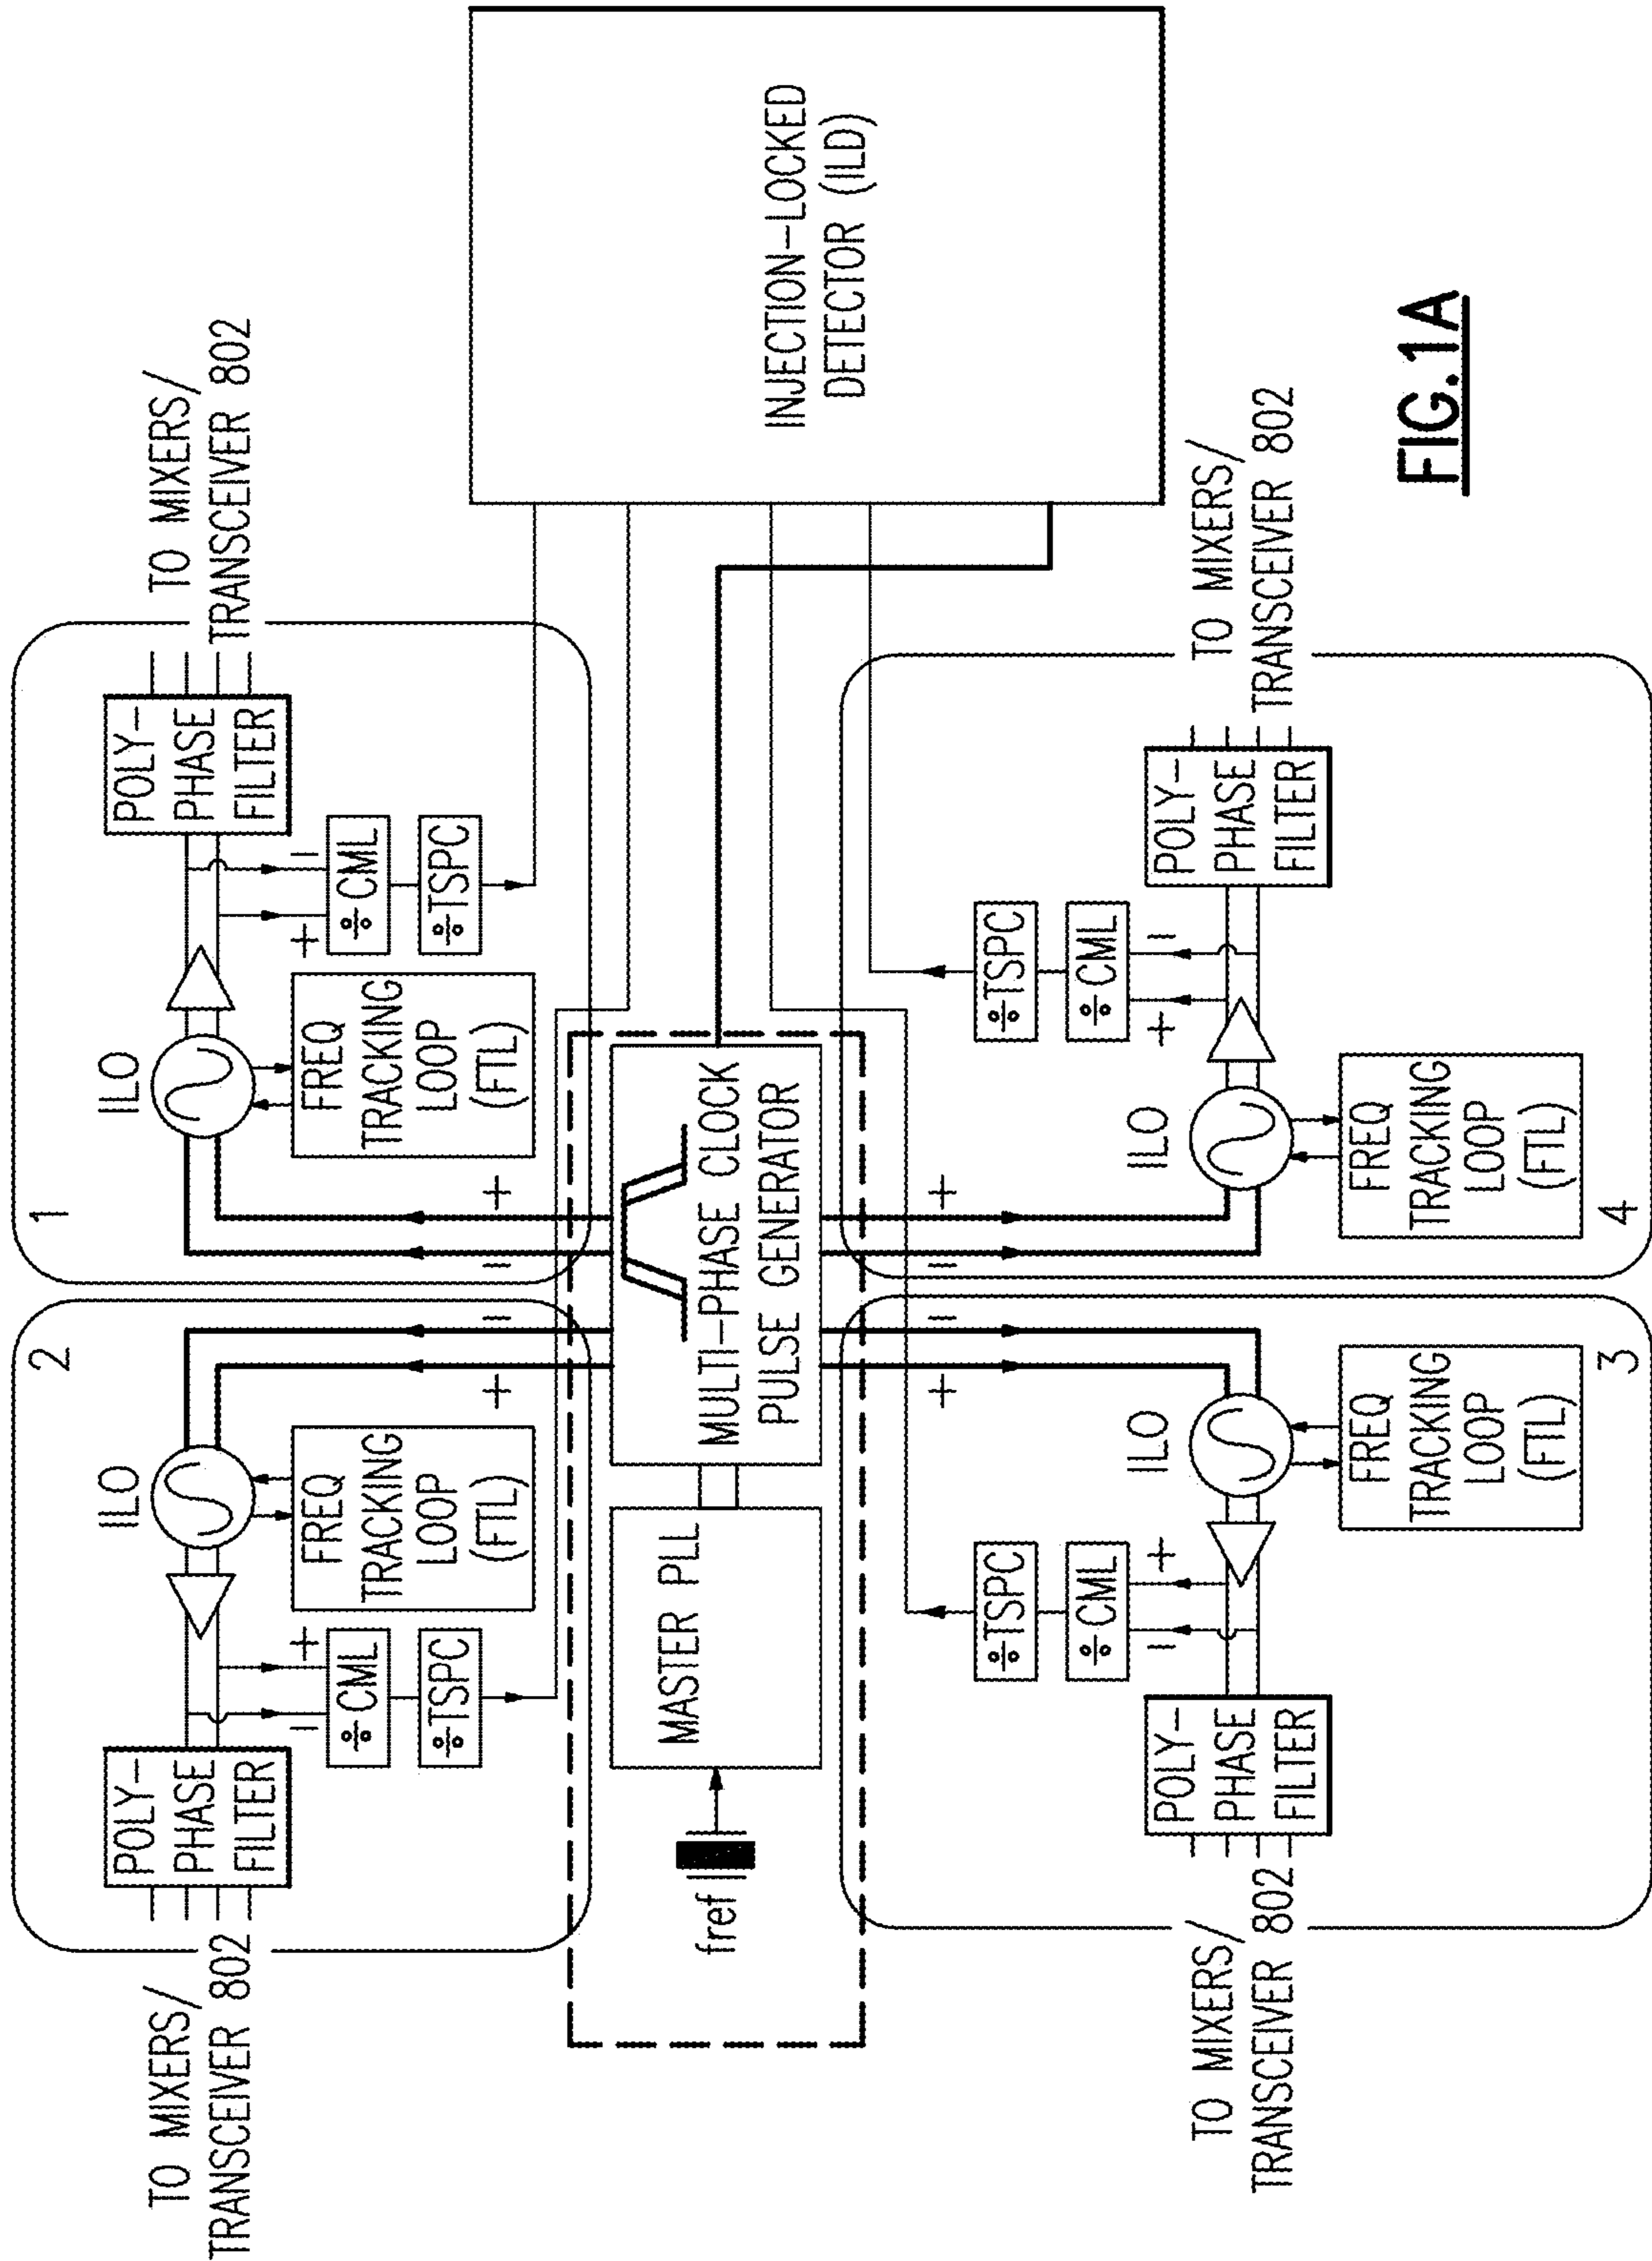 TO MIXERS/
TRANSCEIVER 802
POLY-
PHASE
FILTER
2
ILO
FREQ
TRACKING
LOOP
(FTL)
+
−
÷CML
÷TSPC
−
+
1
ILO
FREQ
TRACKING
LOOP
(FTL)
+
−
÷CML
÷TSPC
−
+
POLY-
PHASE
FILTER
TO MIXERS/
TRANSCEIVER 802
fref
MASTER PLL
MULTI-PHASE CLOCK
PULSE GENERATOR
INJECTION-LOCKED
DETECTOR (ILD)
TO MIXERS/
TRANSCEIVER 802
POLY-
PHASE
FILTER
÷TSPC
÷CML
−
+
ILO
FREQ
TRACKING
LOOP
(FTL)
3
+
−
−
+
÷TSPC
÷CML
+
−
ILO
FREQ
TRACKING
LOOP
(FTL)
4
POLY-
PHASE
FILTER
TO MIXERS/
TRANSCEIVER 802
FIG.1A